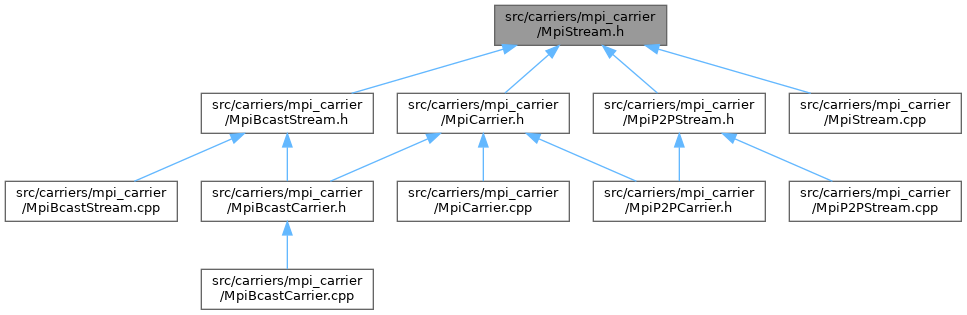 src/carriers/mpi_carrier
/MpiStream.h
src/carriers/mpi_carrier
/MpiBcastStream.h
src/carriers/mpi_carrier
/MpiCarrier.h
src/carriers/mpi_carrier
/MpiP2PStream.h
src/carriers/mpi_carrier
/MpiStream.cpp
src/carriers/mpi_carrier
/MpiBcastStream.cpp
src/carriers/mpi_carrier
/MpiBcastCarrier.h
src/carriers/mpi_carrier
/MpiCarrier.cpp
src/carriers/mpi_carrier
/MpiP2PCarrier.h
src/carriers/mpi_carrier
/MpiP2PStream.cpp
src/carriers/mpi_carrier
/MpiBcastCarrier.cpp